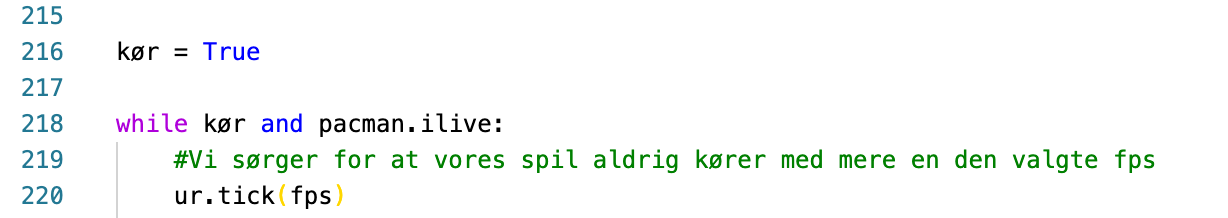 215
216 kør = True
217
218 while kør and pacman.ilive:
219 #Vi sørger for at vores spil aldrig kører med mere en den valgte fps
220 ur.tick(fps)